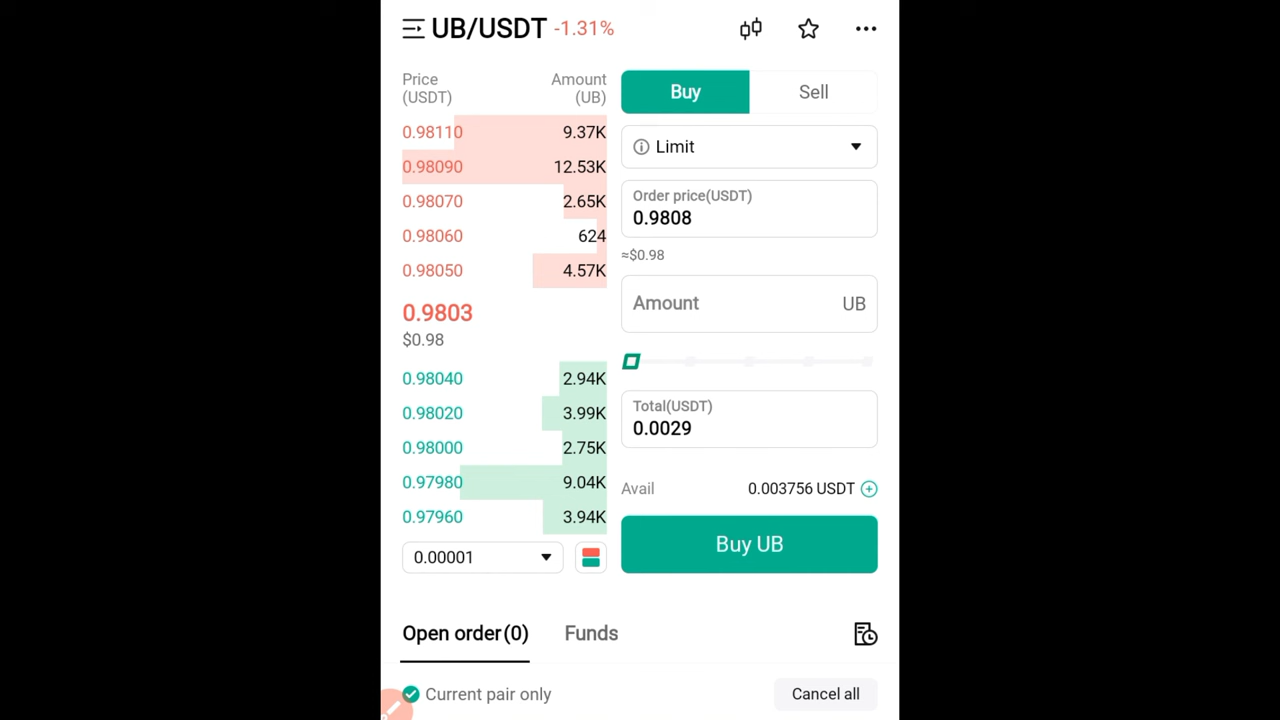 UB/USDT -1.31%
Price
(USDT)
Amount
(UB)
0.98110 9.37K
0.98090 12.53K
0.98070 2.65K
0.98060 624
0.98050 4.57K
0.9803
$0.98
0.98040 2.94K
0.98020 3.99K
0.98000 2.75K
0.97980 9.04K
0.97960 3.94K
0.00001
Buy Sell
Limit
Order price(USDT)
0.9808
≈$0.98
Amount UB
Total(USDT)
0.0029
Avail 0.003756 USDT
Buy UB
Open order(0) Funds
Current pair only Cancel all